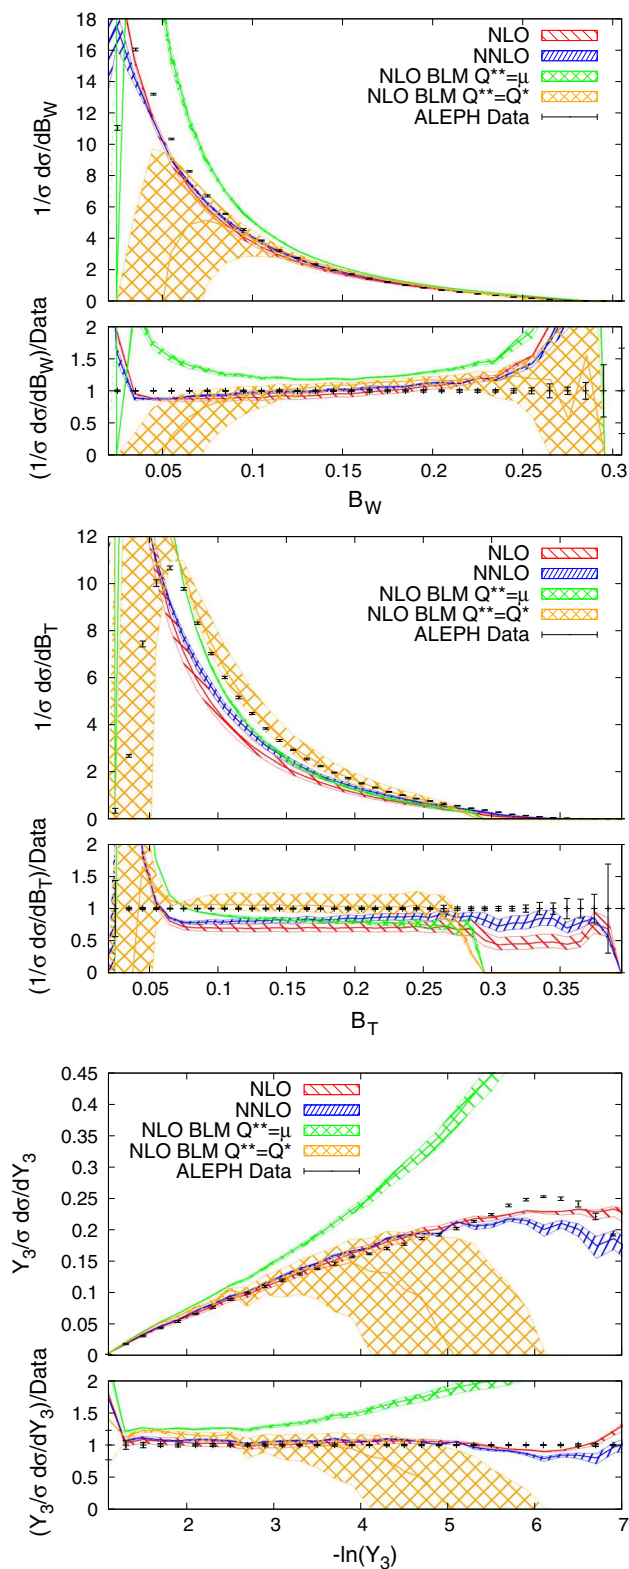 18
16
14
12
10
8
6
4
2
0
1/σ dσ/dB_W
NLO
NNLO
NLO BLM Q**=μ
NLO BLM Q**=Q*
ALEPH Data
2
1.5
1
0.5
0
(1/σ dσ/dB_W)/Data
0.05 0.1 0.15 0.2 0.25 0.3
B_W
12
10
8
6
4
2
0
1/σ dσ/dB_T
NLO
NNLO
NLO BLM Q**=μ
NLO BLM Q**=Q*
ALEPH Data
2
1.5
1
0.5
0
(1/σ dσ/dB_T)/Data
0.05 0.1 0.15 0.2 0.25 0.3 0.35
B_T
0.45
0.4
0.35
0.3
0.25
0.2
0.15
0.1
0.05
0
Y_3/σ dσ/dY_3
NLO
NNLO
NLO BLM Q**=μ
NLO BLM Q**=Q*
ALEPH Data
2
1.5
1
0.5
0
(Y_3/σ dσ/dY_3)/Data
2 3 4 5 6 7
-ln(Y_3)